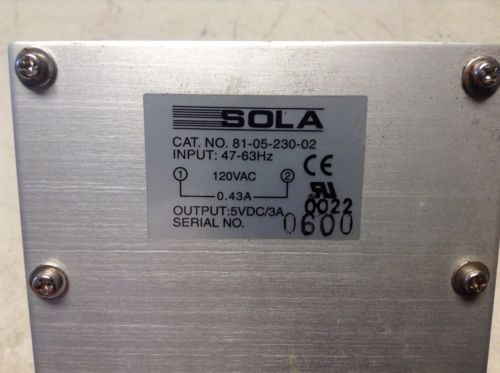 SOLA
CAT. NO. 81-05-230-02
INPUT: 47-63Hz
CE
1 120VAC 2
0.43A
OUTPUT:5VDC/3A
0022
SERIAL NO.
0600